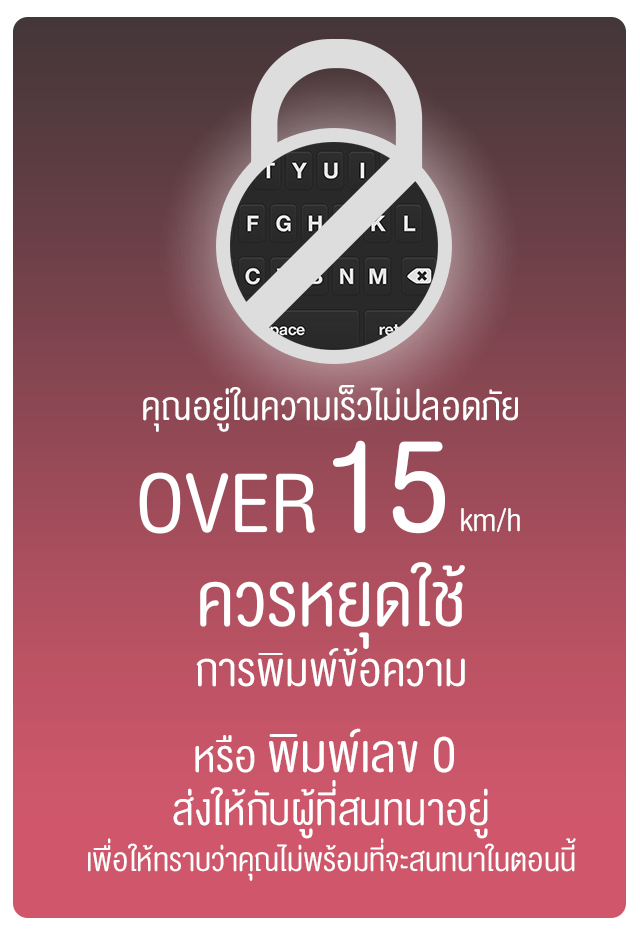 T Y U I
F G H K L
C B N M
pace ret
คุณอยู่ในความเร็วไม่ปลอดภัย
OVER 15 km/h
ควรหยุดใช้
การพิมพ์ข้อความ
หรือ พิมพ์เลข 0
ส่งให้กับผู้ที่สนทนาอยู่
เพื่อให้ทราบว่าคุณไม่พร้อมที่จะสนทนาในตอนนี้